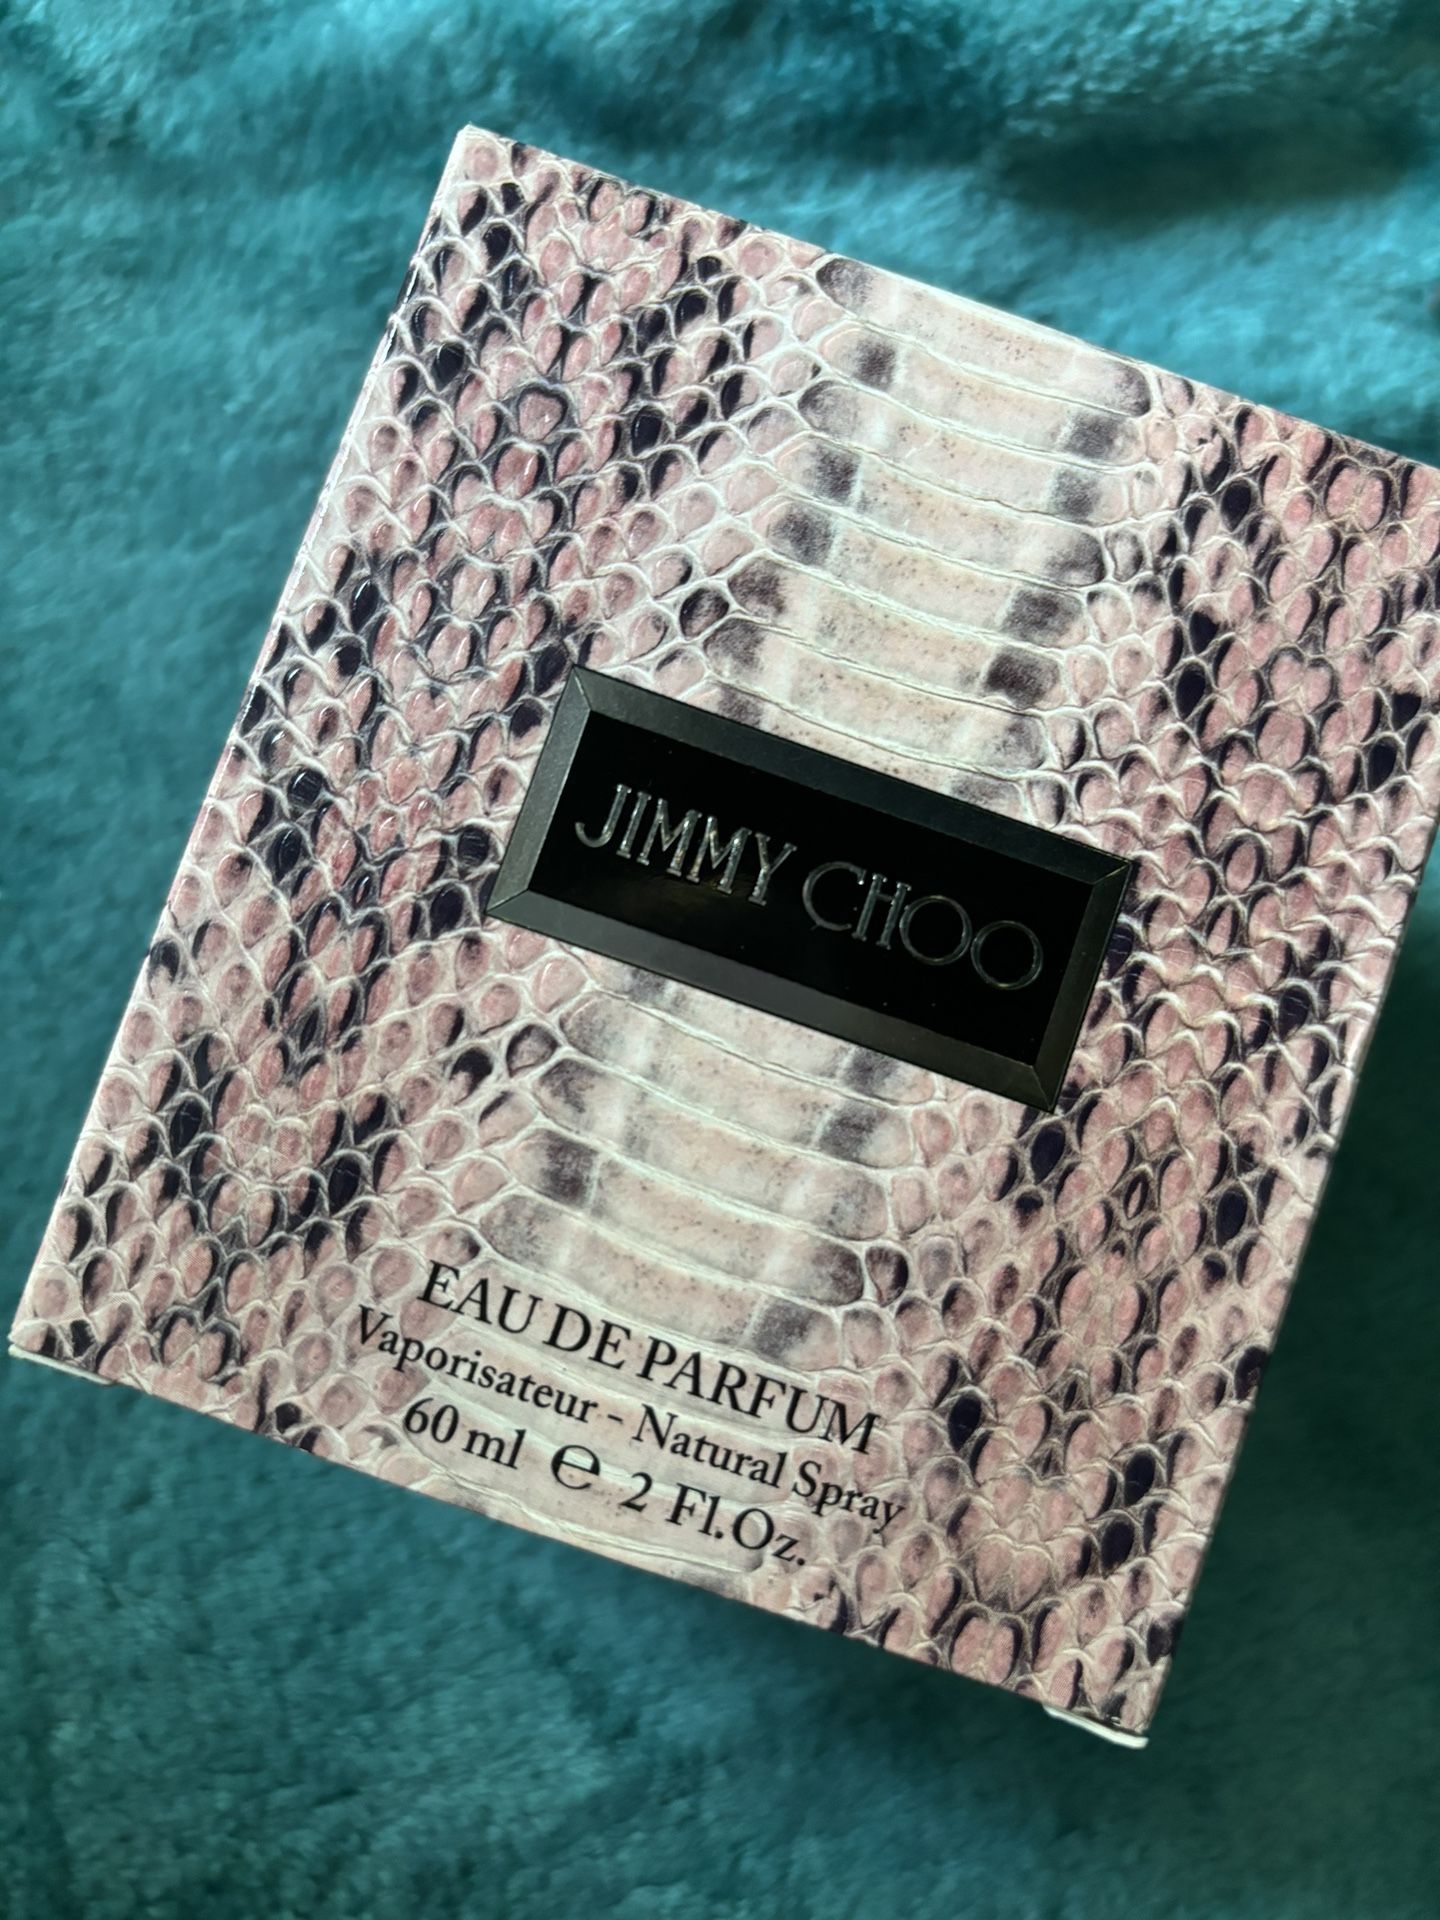 JIMMY CHOO
EAU DE PARFUM
Vaporisateur - Natural Spray
60 ml ℮ 2 Fl.Oz.